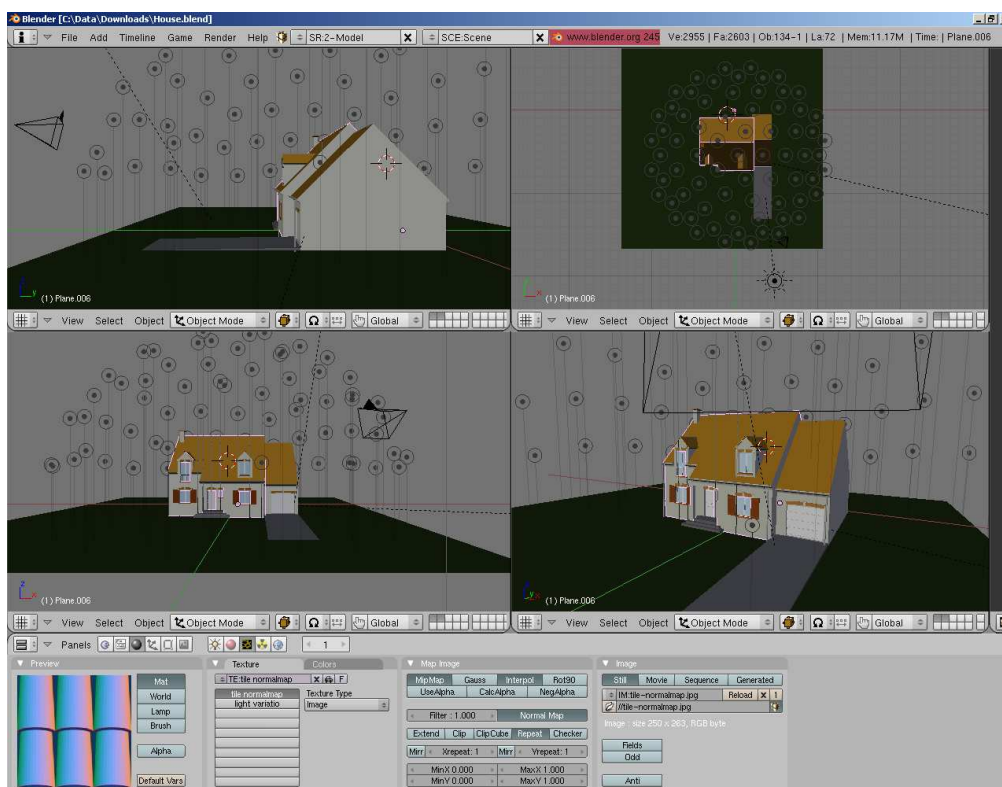 Blender [C:\Data\Downloads\House.blend]
File Add Timeline Game Render Help SR:2-Model X SCE:Scene X www.blender.org 245 Ve:2955 | Fa:2603 | Ob:134-1 | La:72 | Mem:11.17M | Time: | Plane.006
z
y
(1) Plane.006
y
x
(1) Plane.006
View Select Object Object Mode Global
View Select Object Object Mode Global
z
x
(1) Plane.006
z
y x
(1) Plane.006
View Select Object Object Mode Global
View Select Object Object Mode Global
Panels 1
Preview
Mat
World
Lamp
Brush
Alpha
Default Vars
Texture Colors
TE:tile normalmap X F
tile normalmap
light variatio
Texture Type
Image
Map Image
MipMap Gauss Interpol Rot90
UseAlpha CalcAlpha NegAlpha
Filter : 1.000 Normal Map
Extend Clip ClipCube Repeat Checker
Mirr Xrepeat: 1 Mirr Yrepeat: 1
MinX 0.000 MaxX 1.000
MinY 0.000 MaxY 1.000
Image
Still Movie Sequence Generated
IM:tile-normalmap.jpg Reload X 1
//tile-normalmap.jpg
Image : size 250 x 263, RGB byte
Fields
Odd
Anti